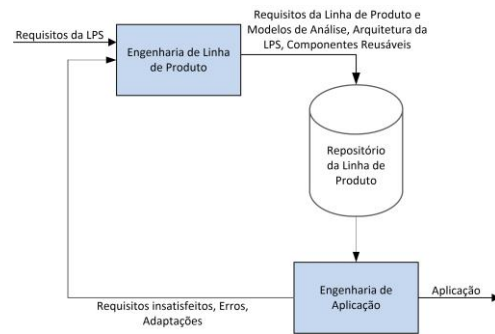 Requisitos da LPS
Engenharia de Linha
de Produto
Requisitos da Linha de Produto e
Modelos de Análise, Arquitetura da
LPS, Componentes Reusáveis
Repositório
da Linha de
Produto
Engenharia de
Aplicação
Aplicação
Requisitos insatisfeitos, Erros,
Adaptações